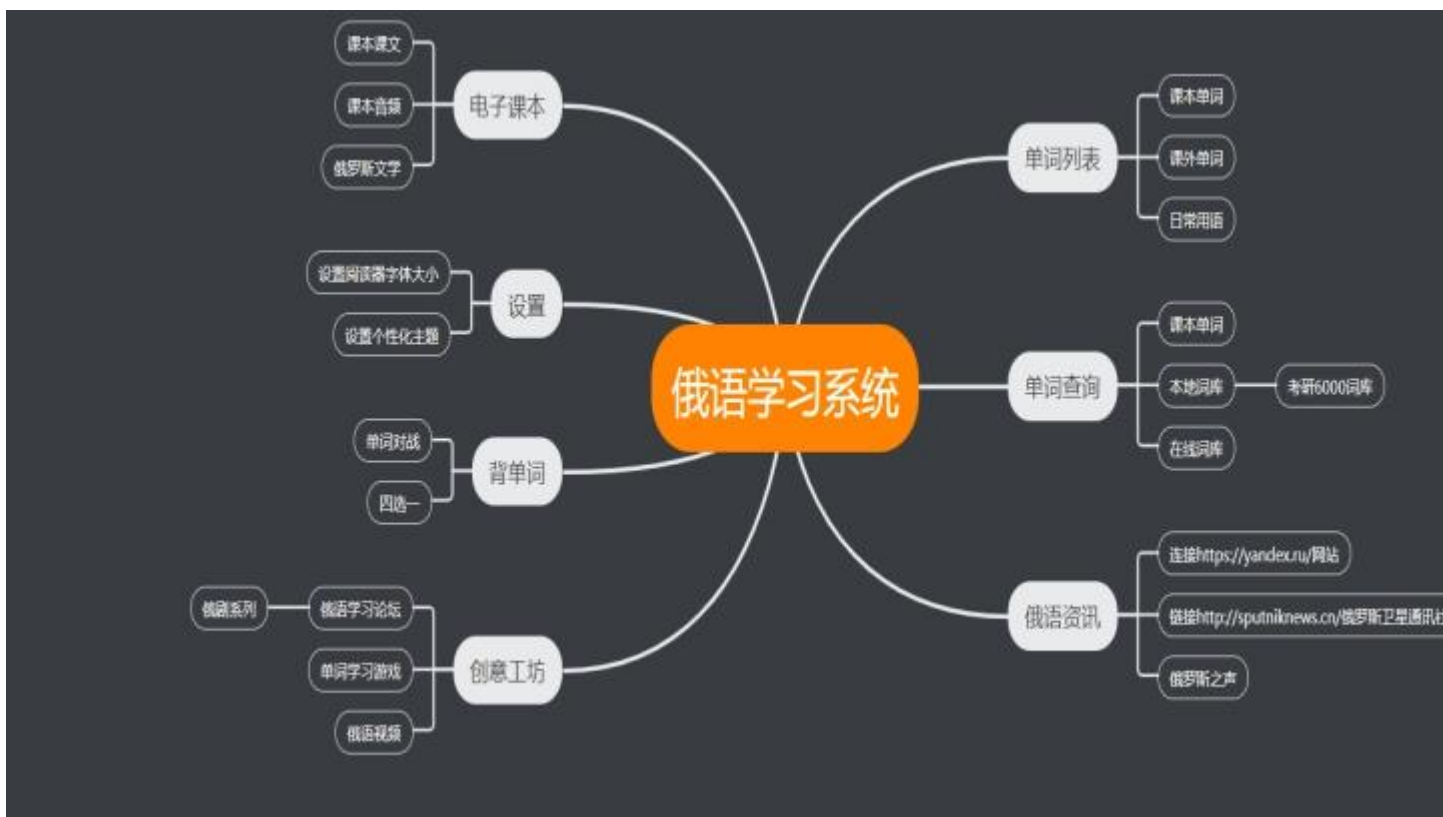 俄语学习系统
电子课本
课本课文
课本音频
俄罗斯文学
设置
设置阅读器字体大小
设置个性化主题
背单词
单词对战
四选一
创意工坊
俄语学习论坛
俄剧系列
单词学习游戏
俄语视频
单词列表
课本单词
课外单词
日常用语
单词查询
课本单词
本地词库
考研6000词库
在线词库
俄语资讯
连接https://yandex.ru/网站
链接http://sputniknews.cn/俄罗斯卫星通讯社
俄罗斯之声